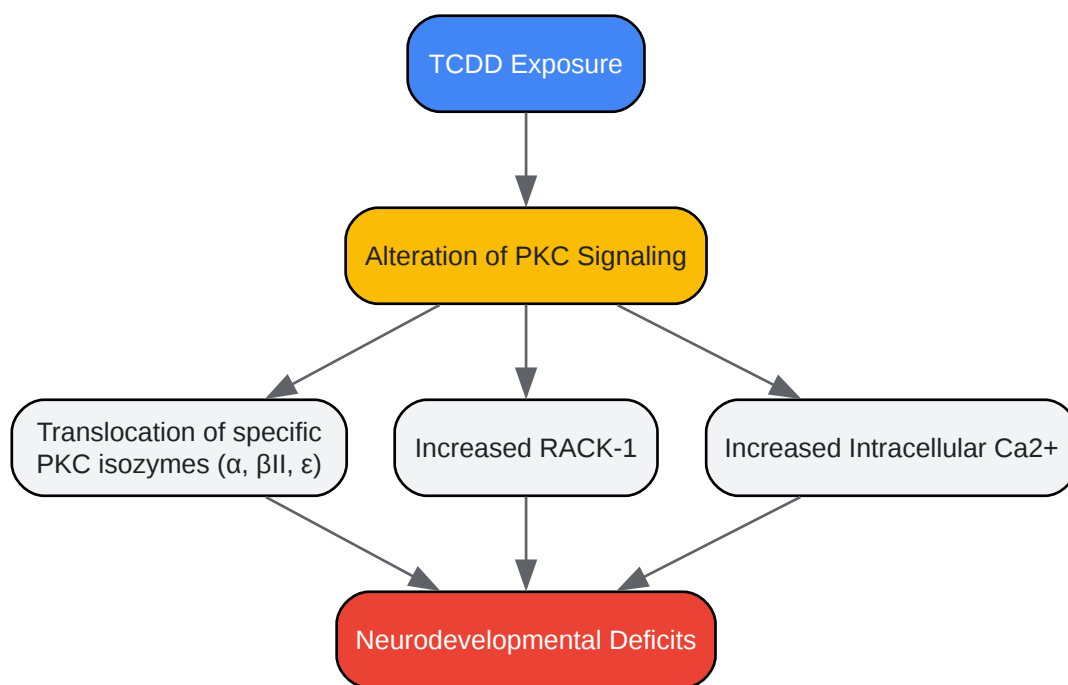 TCDD Exposure
Alteration of PKC Signaling
Translocation of specific
PKC isozymes (α, βII, ε)
Increased RACK-1
Increased Intracellular Ca2+
Neurodevelopmental Deficits